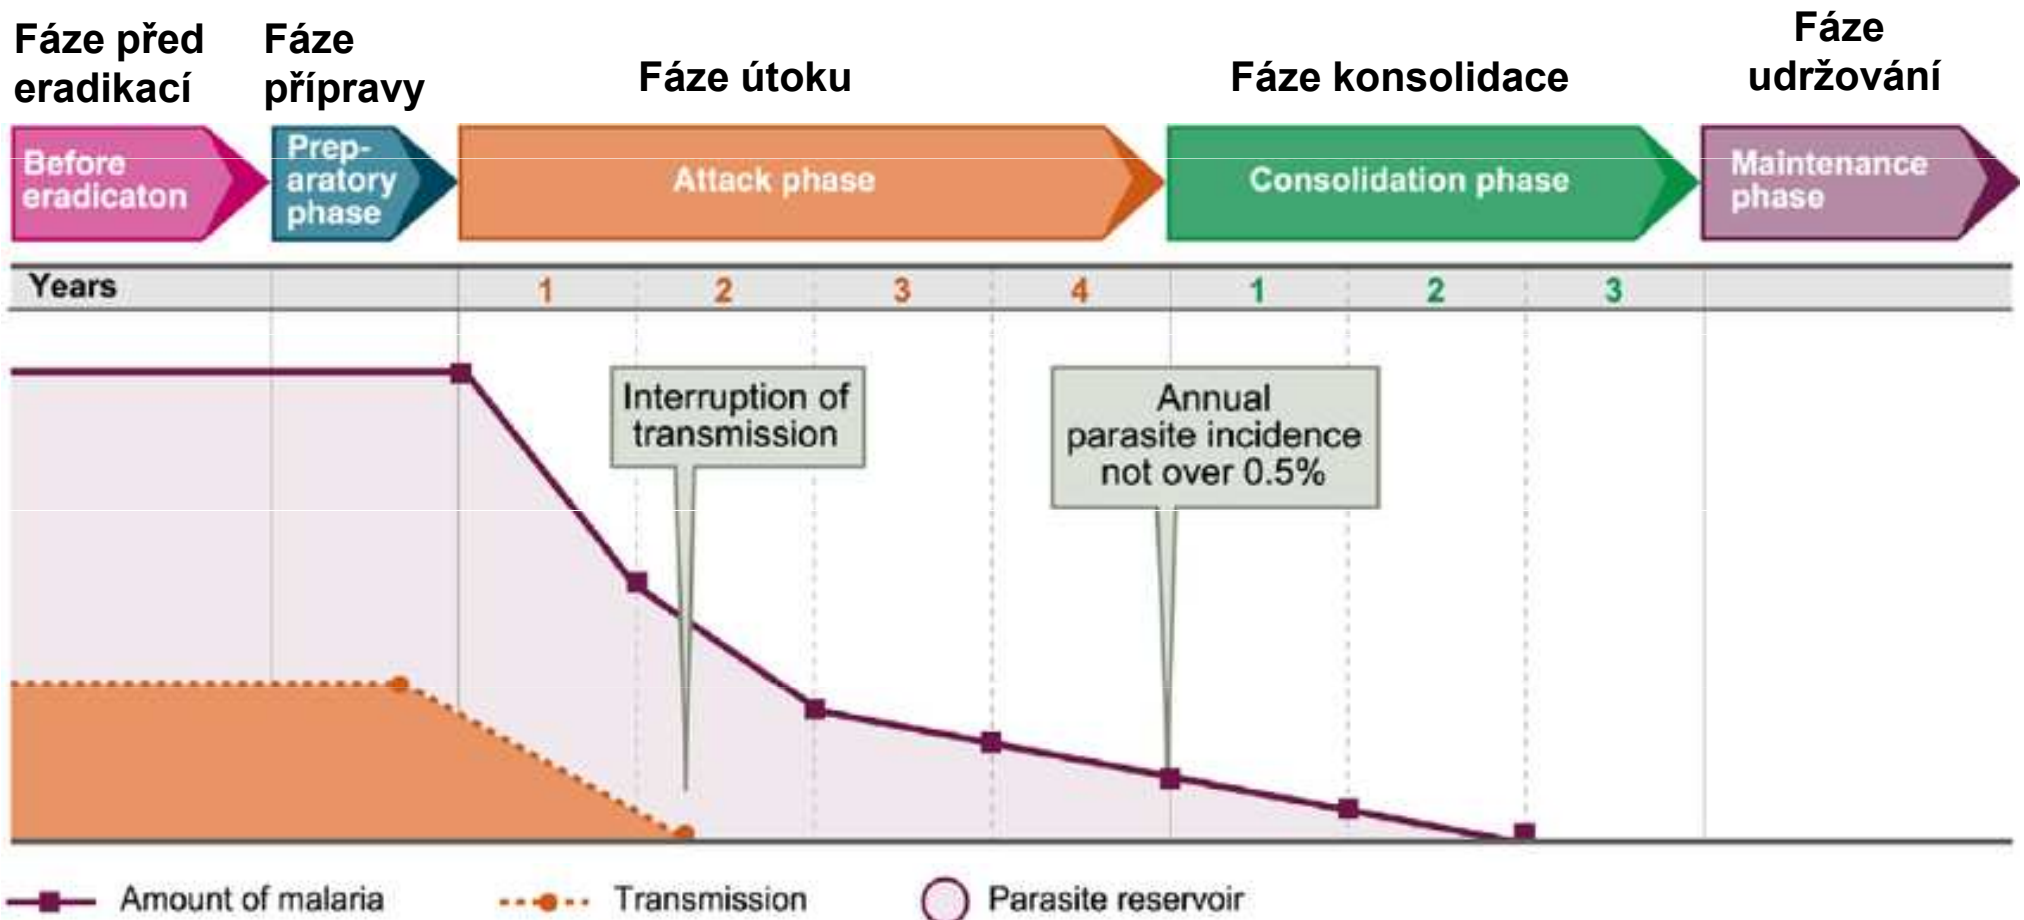 Fáze před
eradikací
Fáze
přípravy
Fáze útoku
Fáze konsolidace
Fáze
udržování
Before
eradicaton
Prep-
aratory
phase
Attack phase
Consolidation phase
Maintenance
phase
Years 1 2 3 4 1 2 3
Interruption of
transmission
Annual
parasite incidence
not over 0.5%
Amount of malaria
Transmission
Parasite reservoir